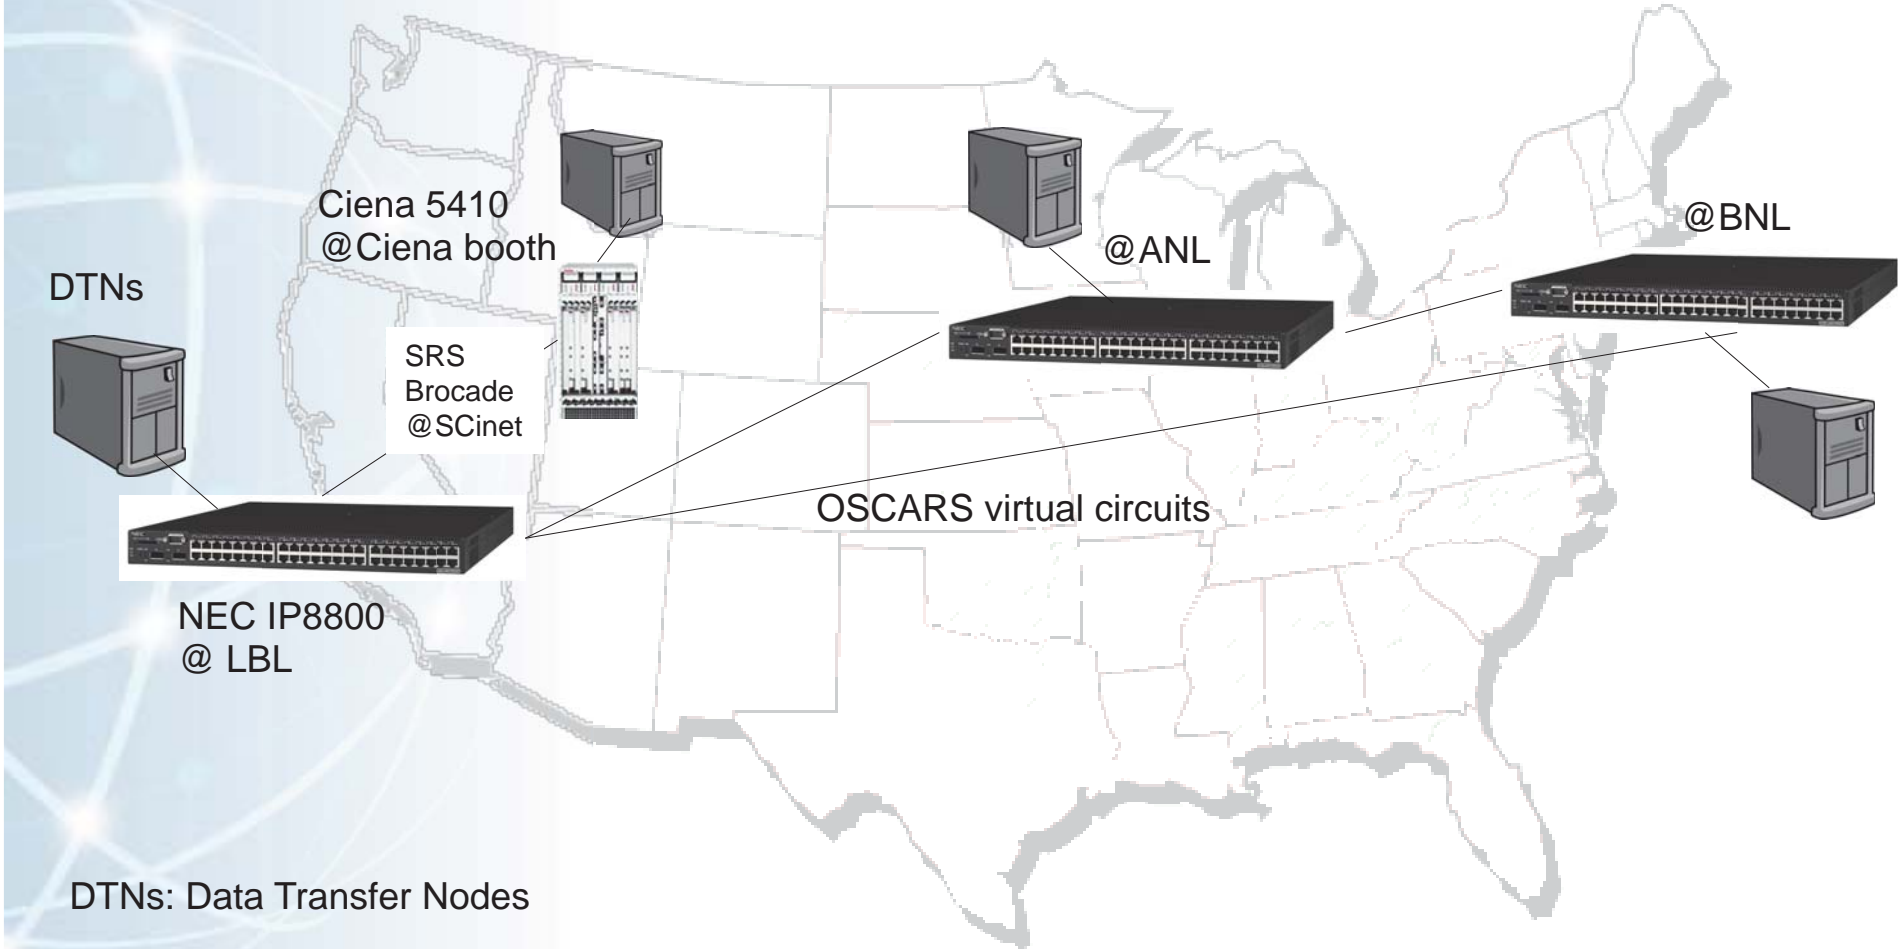 Ciena 5410
@Ciena booth
@ANL
@BNL
DTNs
SRS
Brocade
@SCinet
OSCARS virtual circuits
NEC IP8800
@ LBL
DTNs: Data Transfer Nodes